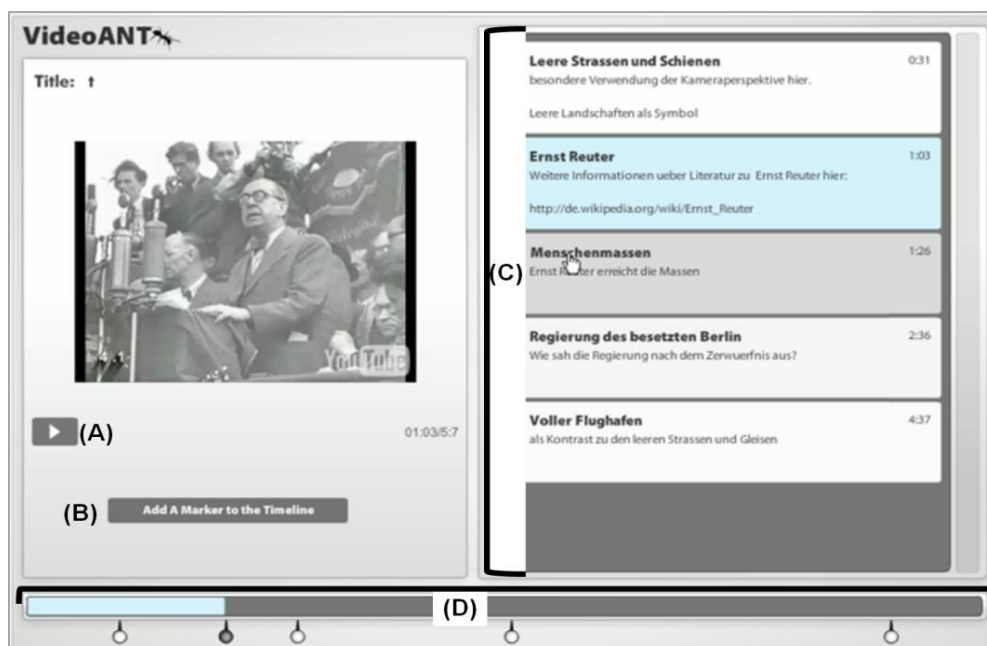 VideoANT
Title: t
YouTube
(A)
01:03/5:7
(B)
Add A Marker to the Timeline
(C)
Leere Strassen und Schienen 0:31
besondere Verwendung der Kameraperspektive hier.
Leere Landschaften als Symbol
Ernst Reuter 1:03
Weitere Informationen ueber Literatur zu Ernst Reuter hier:
http://de.wikipedia.org/wiki/Ernst_Reuter
Menschenmassen 1:26
Ernst Reuter erreicht die Massen
Regierung des besetzten Berlin 2:36
Wie sah die Regierung nach dem Zerwuerfnis aus?
Voller Flughafen 4:37
als Kontrast zu den leeren Strassen und Gleisen
(D)